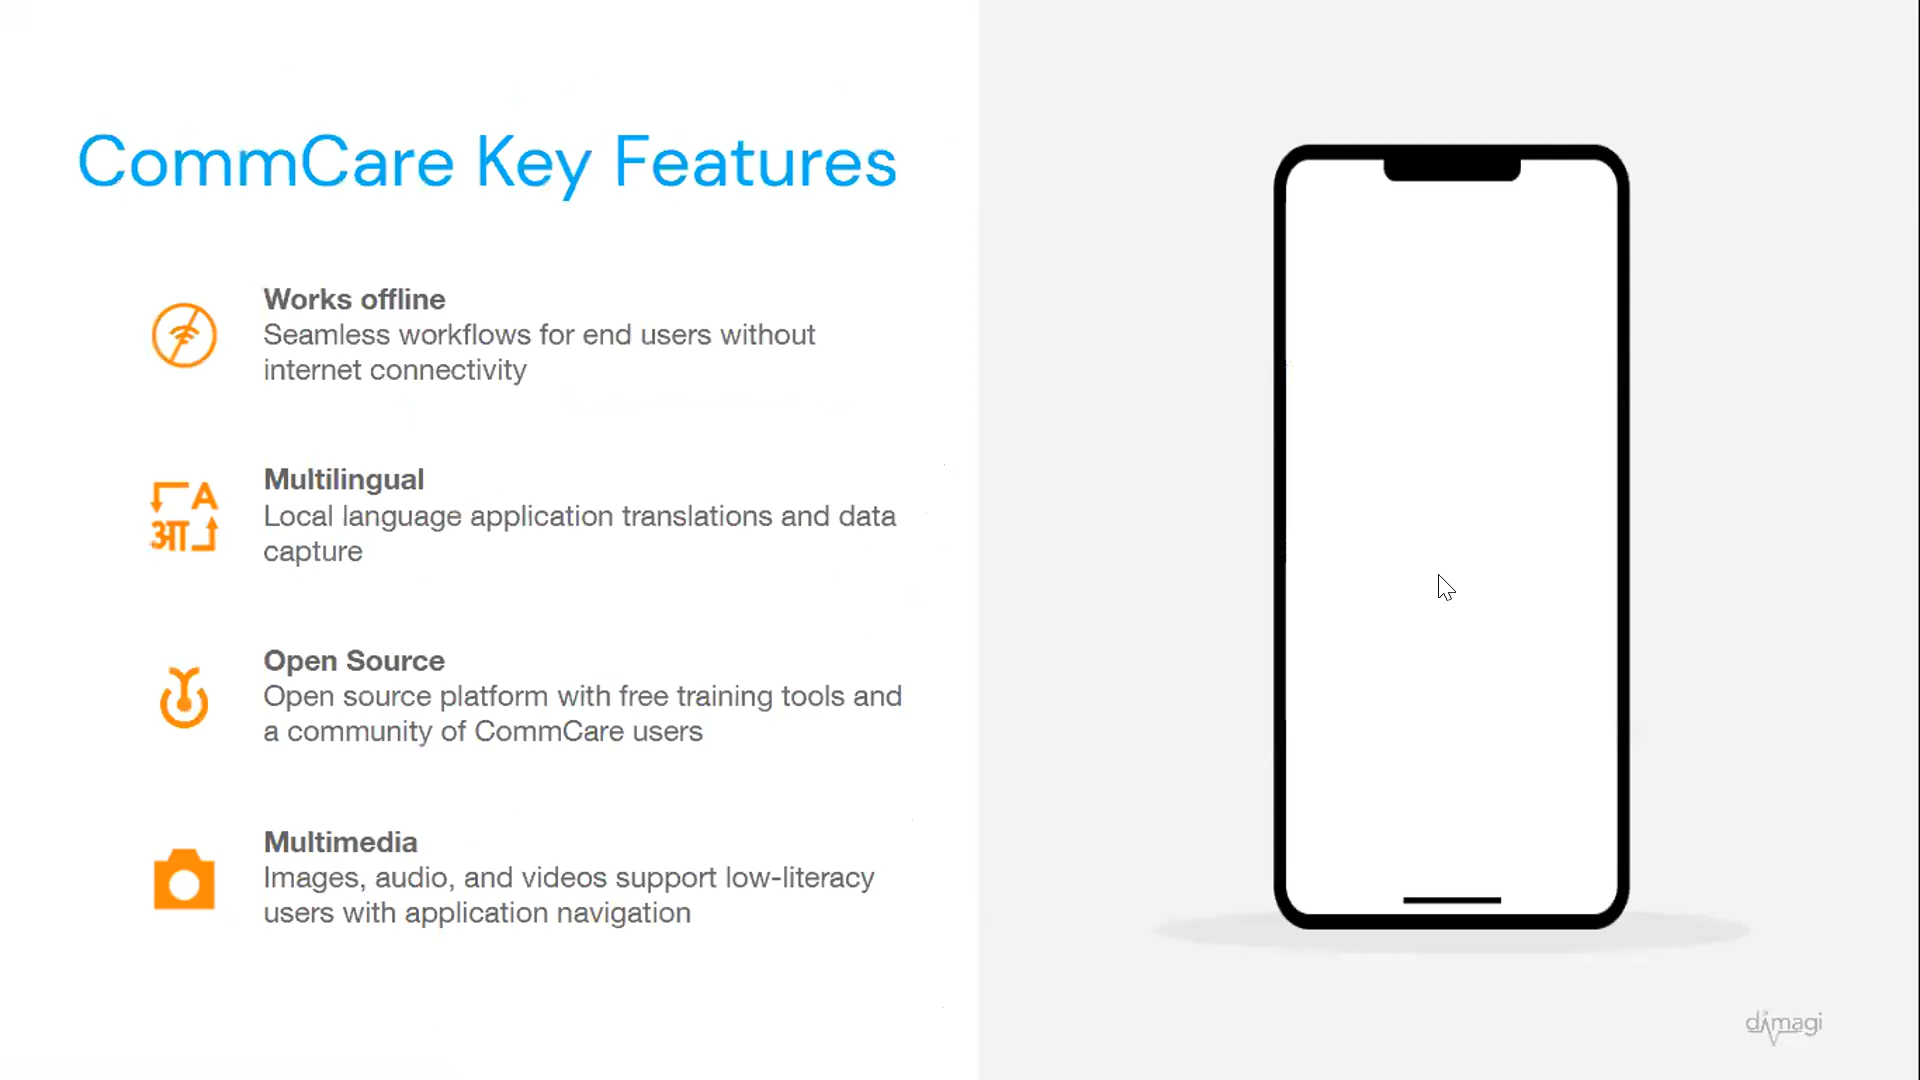 CommCare Key Features
Works offline
Seamless workflows for end users without
internet connectivity
A
आ
Multilingual
Local language application translations and data
capture
Open Source
Open source platform with free training tools and
a community of CommCare users
Multimedia
Images, audio, and videos support low-literacy
users with application navigation
dimagi